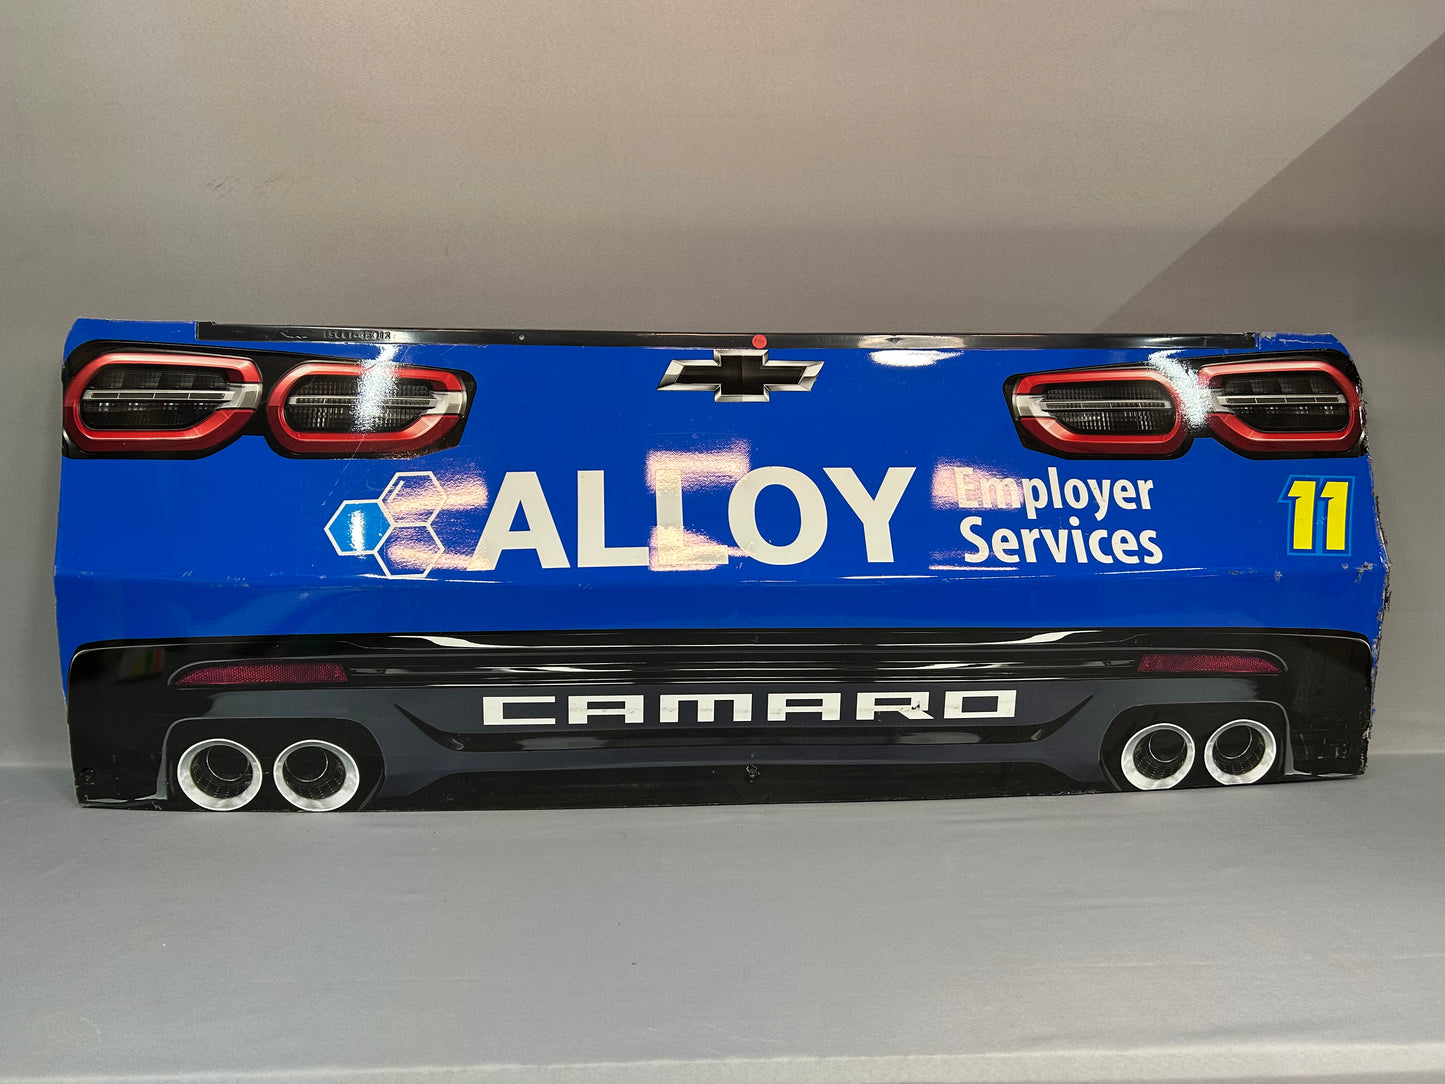 ALLOY
Employer
Services
11
CAMARO